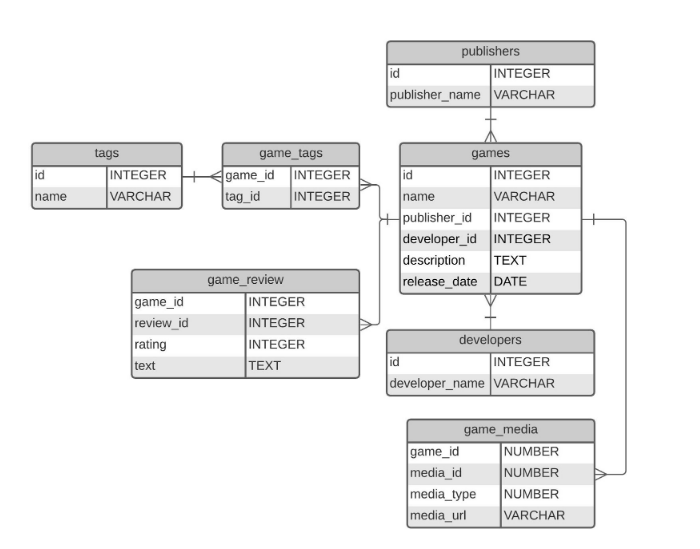 publishers
id INTEGER
publisher_name VARCHAR
tags
id INTEGER
name VARCHAR
game_tags
game_id INTEGER
tag_id INTEGER
games
id INTEGER
name VARCHAR
publisher_id INTEGER
developer_id INTEGER
description TEXT
release_date DATE
game_review
game_id INTEGER
review_id INTEGER
rating INTEGER
text TEXT
developers
id INTEGER
developer_name VARCHAR
game_media
game_id NUMBER
media_id NUMBER
media_type NUMBER
media_url VARCHAR